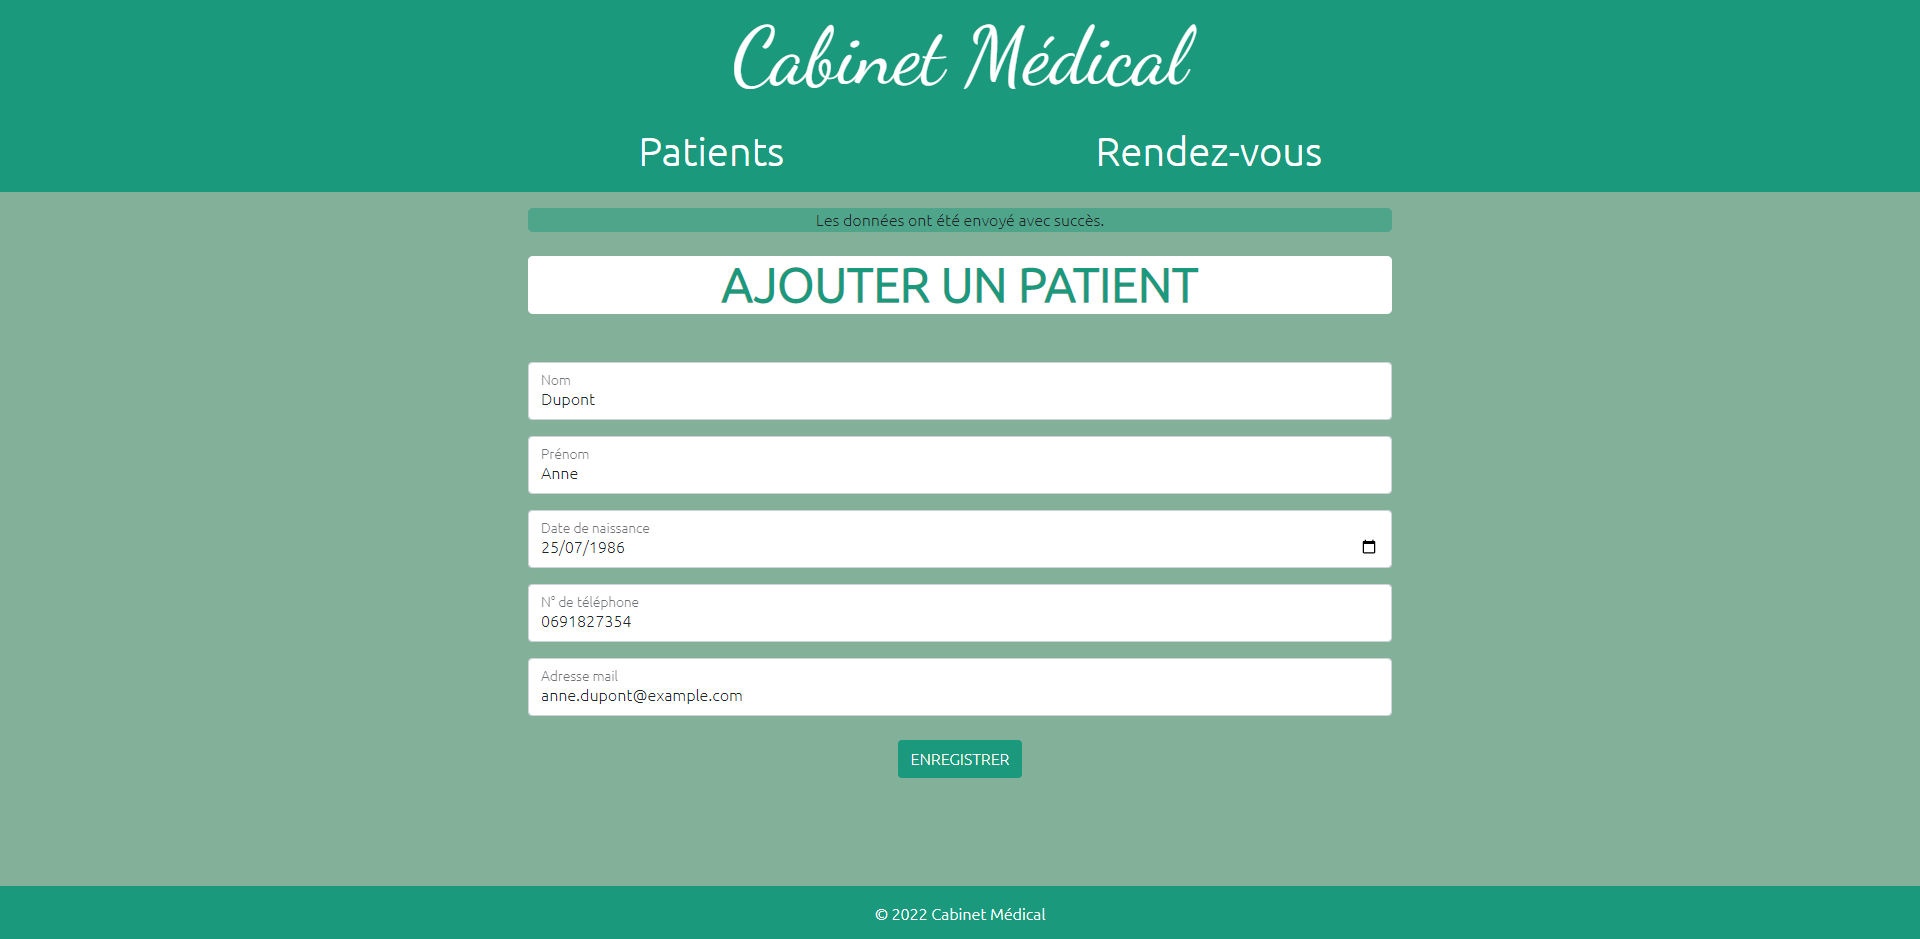 Cabinet Médical
Patients
Rendez-vous
Les données ont été envoyé avec succès.
AJOUTER UN PATIENT
Nom
Dupont
Prénom
Anne
Date de naissance
25/07/1986
N° de téléphone
0691827354
Adresse mail
anne.dupont@example.com
ENREGISTRER
© 2022 Cabinet Médical